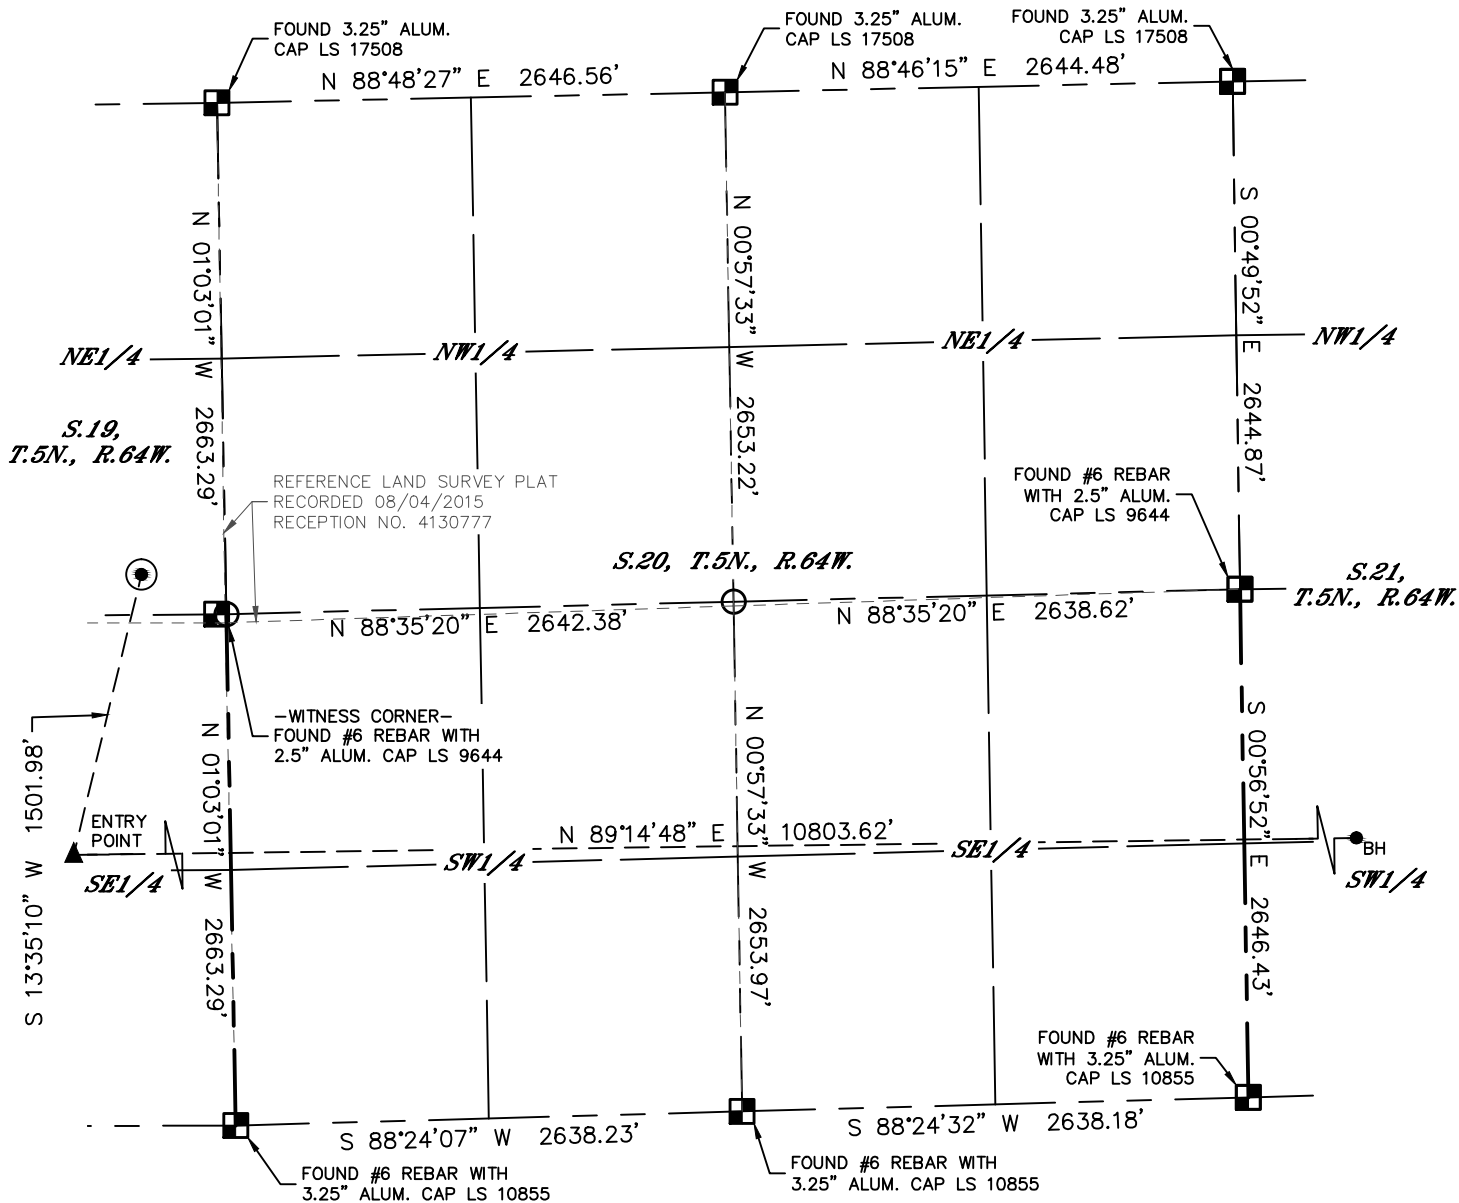 FOUND 3.25" ALUM.
CAP LS 17508
FOUND 3.25" ALUM.
CAP LS 17508
FOUND 3.25" ALUM.
CAP LS 17508
N 88°48'27" E 2646.56'
N 88°46'15" E 2644.48'
N 01°03'01" W 2663.29'
N 00°57'33" W 2653.22'
S 00°49'52" E 2644.87'
NE1/4
NW1/4
NE1/4
NW1/4
S.19,
T.5N., R.64W.
REFERENCE LAND SURVEY PLAT
RECORDED 08/04/2015
RECEPTION NO. 4130777
FOUND #6 REBAR
WITH 2.5" ALUM.
CAP LS 9644
S.20, T.5N., R.64W.
S.21,
T.5N., R.64W.
N 88°35'20" E 2642.38'
N 88°35'20" E 2638.62'
-WITNESS CORNER-
FOUND #6 REBAR WITH
2.5" ALUM. CAP LS 9644
S 13°35'10" W 1501.98'
N 01°03'01" W 2663.29'
N 00°57'33" W 2653.97'
S 00°56'52" E 2646.43'
ENTRY
POINT
N 89°14'48" E 10803.62'
BH
SE1/4
SW1/4
SE1/4
SW1/4
FOUND #6 REBAR
WITH 3.25" ALUM.
CAP LS 10855
S 88°24'07" W 2638.23'
S 88°24'32" W 2638.18'
FOUND #6 REBAR WITH
3.25" ALUM. CAP LS 10855
FOUND #6 REBAR WITH
3.25" ALUM. CAP LS 10855